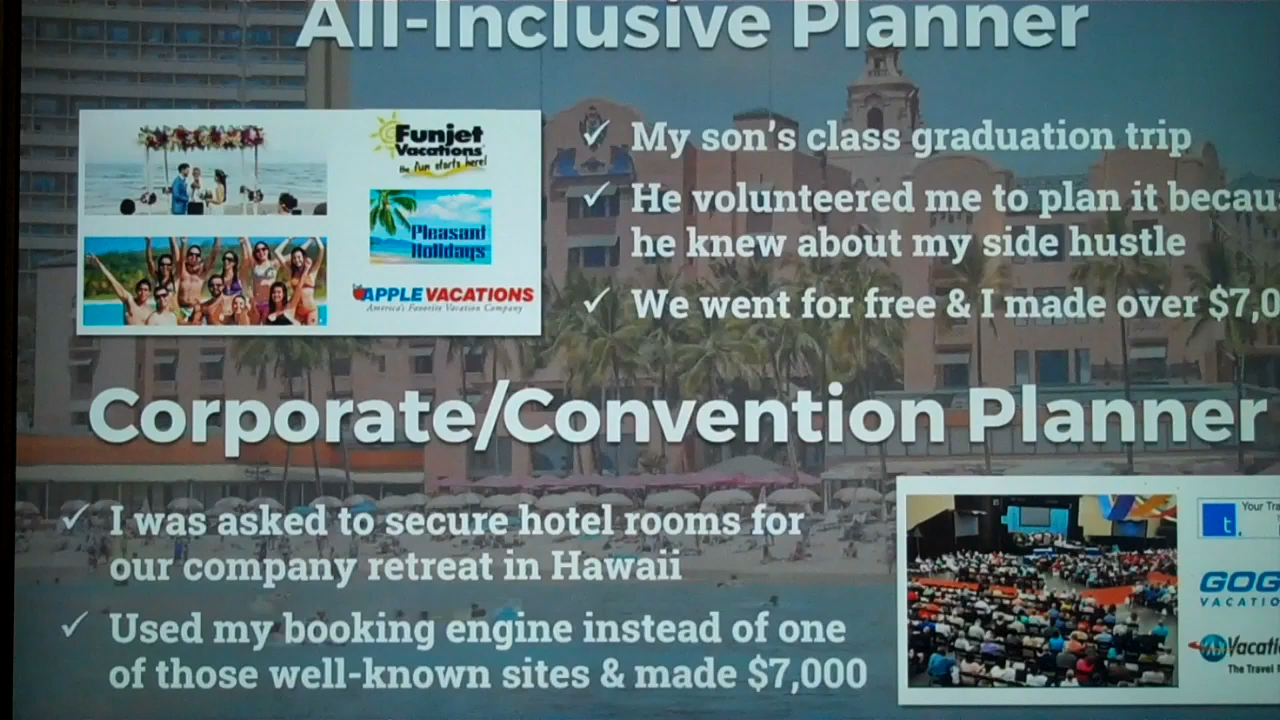 All-Inclusive Planner
Funjet
Vacations
the fun starts here!
Pleasant
Holidays
APPLE VACATIONS
America's Favorite Vacation Company
✓ My son's class graduation trip
✓ He volunteered me to plan it becau
he knew about my side hustle
✓ We went for free & I made over $7,0
Corporate/Convention Planner
✓ I was asked to secure hotel rooms for
our company retreat in Hawaii
✓ Used my booking engine instead of one
of those well-known sites & made $7,000
t. Your Tra
GOG
VACATIO
Vacati
The Travel